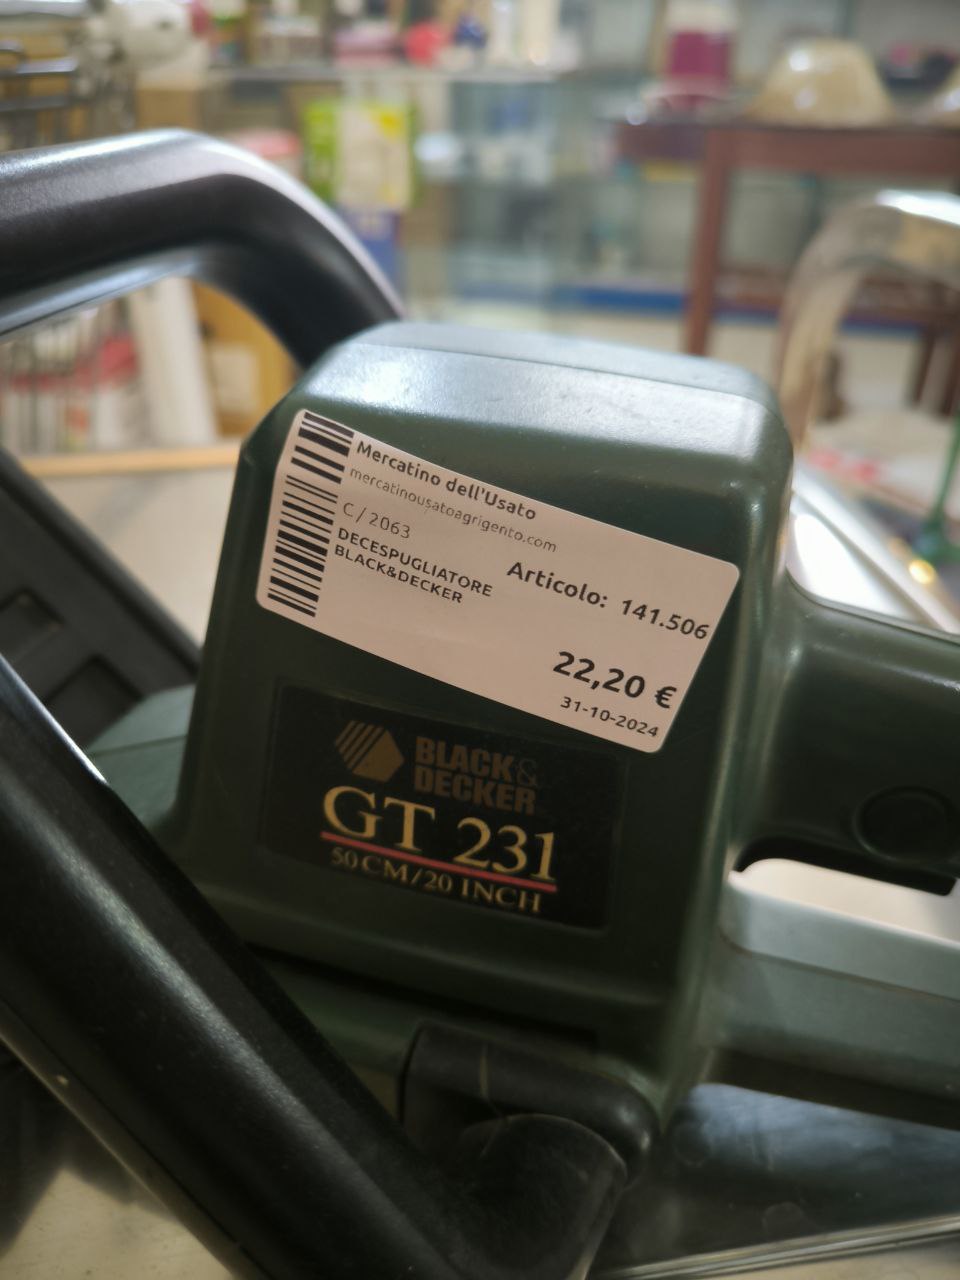 Mercatino dell'Usato
mercatinousatoagrigento.com
C/2063
DECESPUGLIATORE
BLACK&DECKER
Articolo: 141.506
22,20 €
31-10-2024
BLACK&
DECKER
GT 231
50 CM/20 INCH